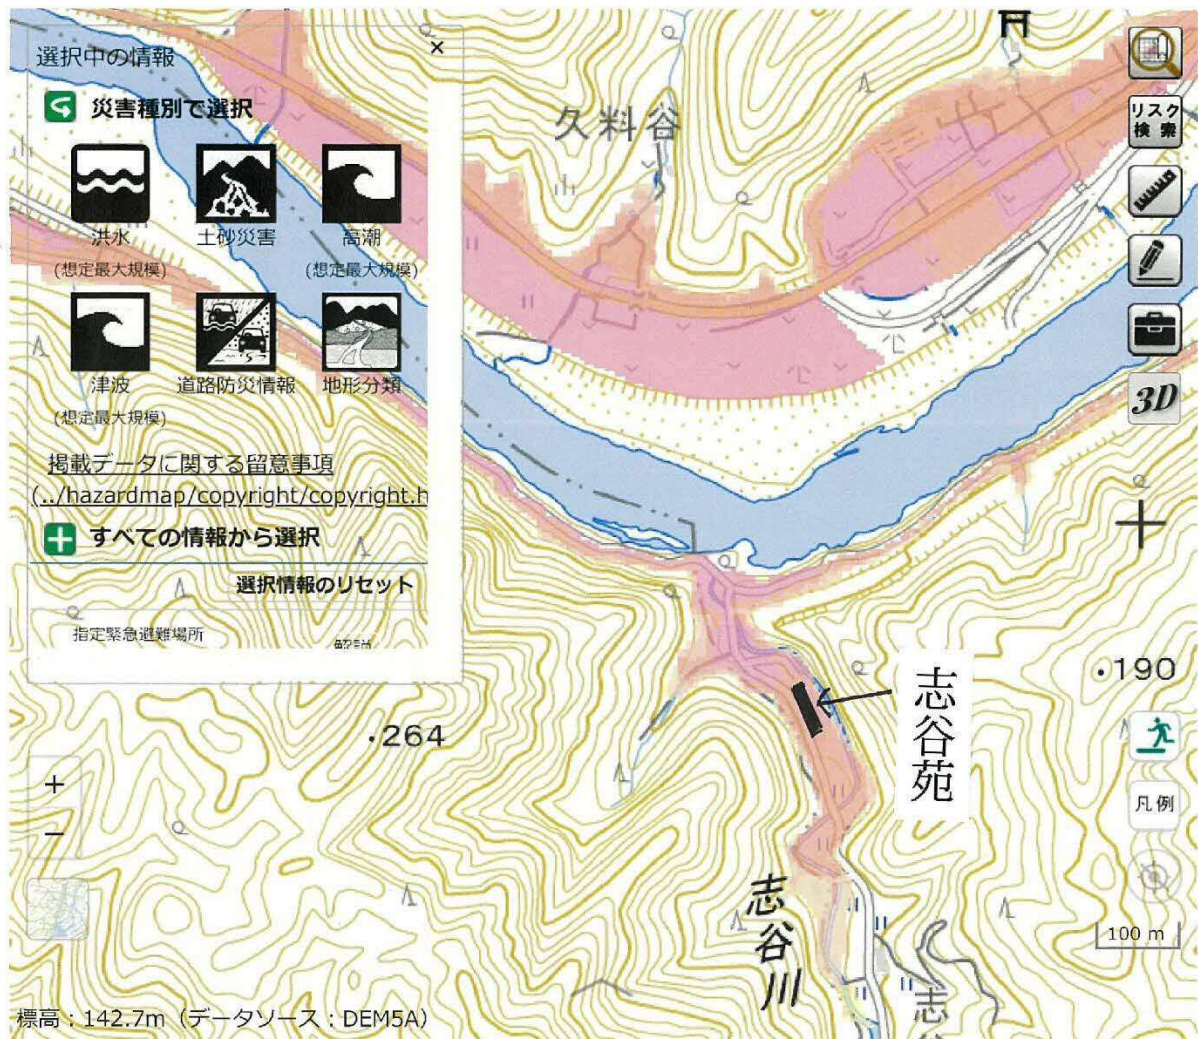 選択中の情報
×
災害種別で選択
洪水
(想定最大規模)
土砂災害
高潮
(想定最大規模)
津波
(想定最大規模)
道路防災情報
地形分類
掲載データに関する留意事項
(../hazardmap/copyright/copyright.h
すべての情報から選択
選択情報のリセット
指定緊急避難場所
解説
+
−
標高：142.7m（データソース：DEM5A）
久料谷
リスク
検索
3D
・190
・264
志谷苑
凡例
志谷川
100 m
志